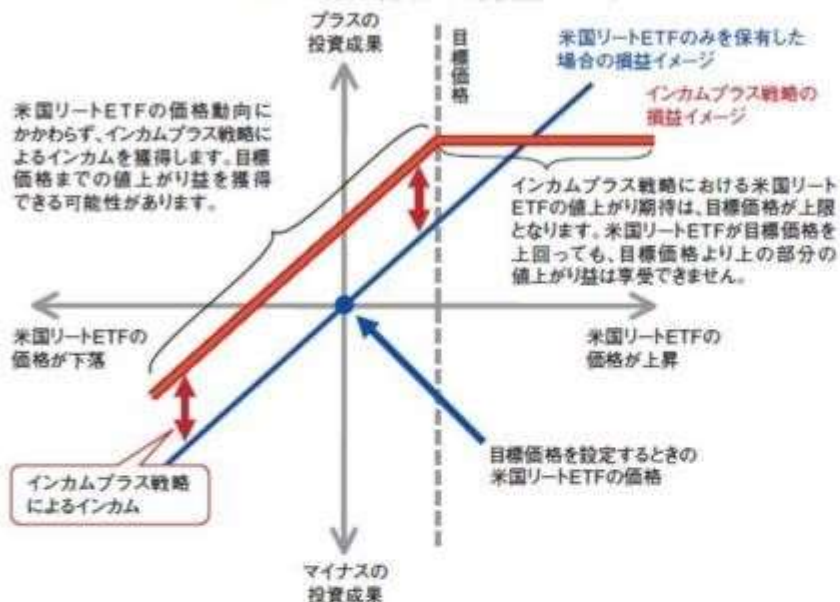 プラスの
投資成果
目標価格
米国リートETFのみを保有した
場合の損益イメージ
インカムプラス戦略の
損益イメージ
米国リートETFの価格動向に
かかわらず、インカムプラス戦略に
よるインカムを獲得します。目標
価格までの値上がり益を獲得
できる可能性があります。
インカムプラス戦略における米国リート
ETFの値上がり期待は、目標価格が上限
となります。米国リートETFが目標価格を
上回っても、目標価格より上の部分の
値上がり益は享受できません。
米国リートETFの
価格が下落
米国リートETFの
価格が上昇
インカムプラス戦略
によるインカム
目標価格を設定するときの
米国リートETFの価格
マイナスの
投資成果